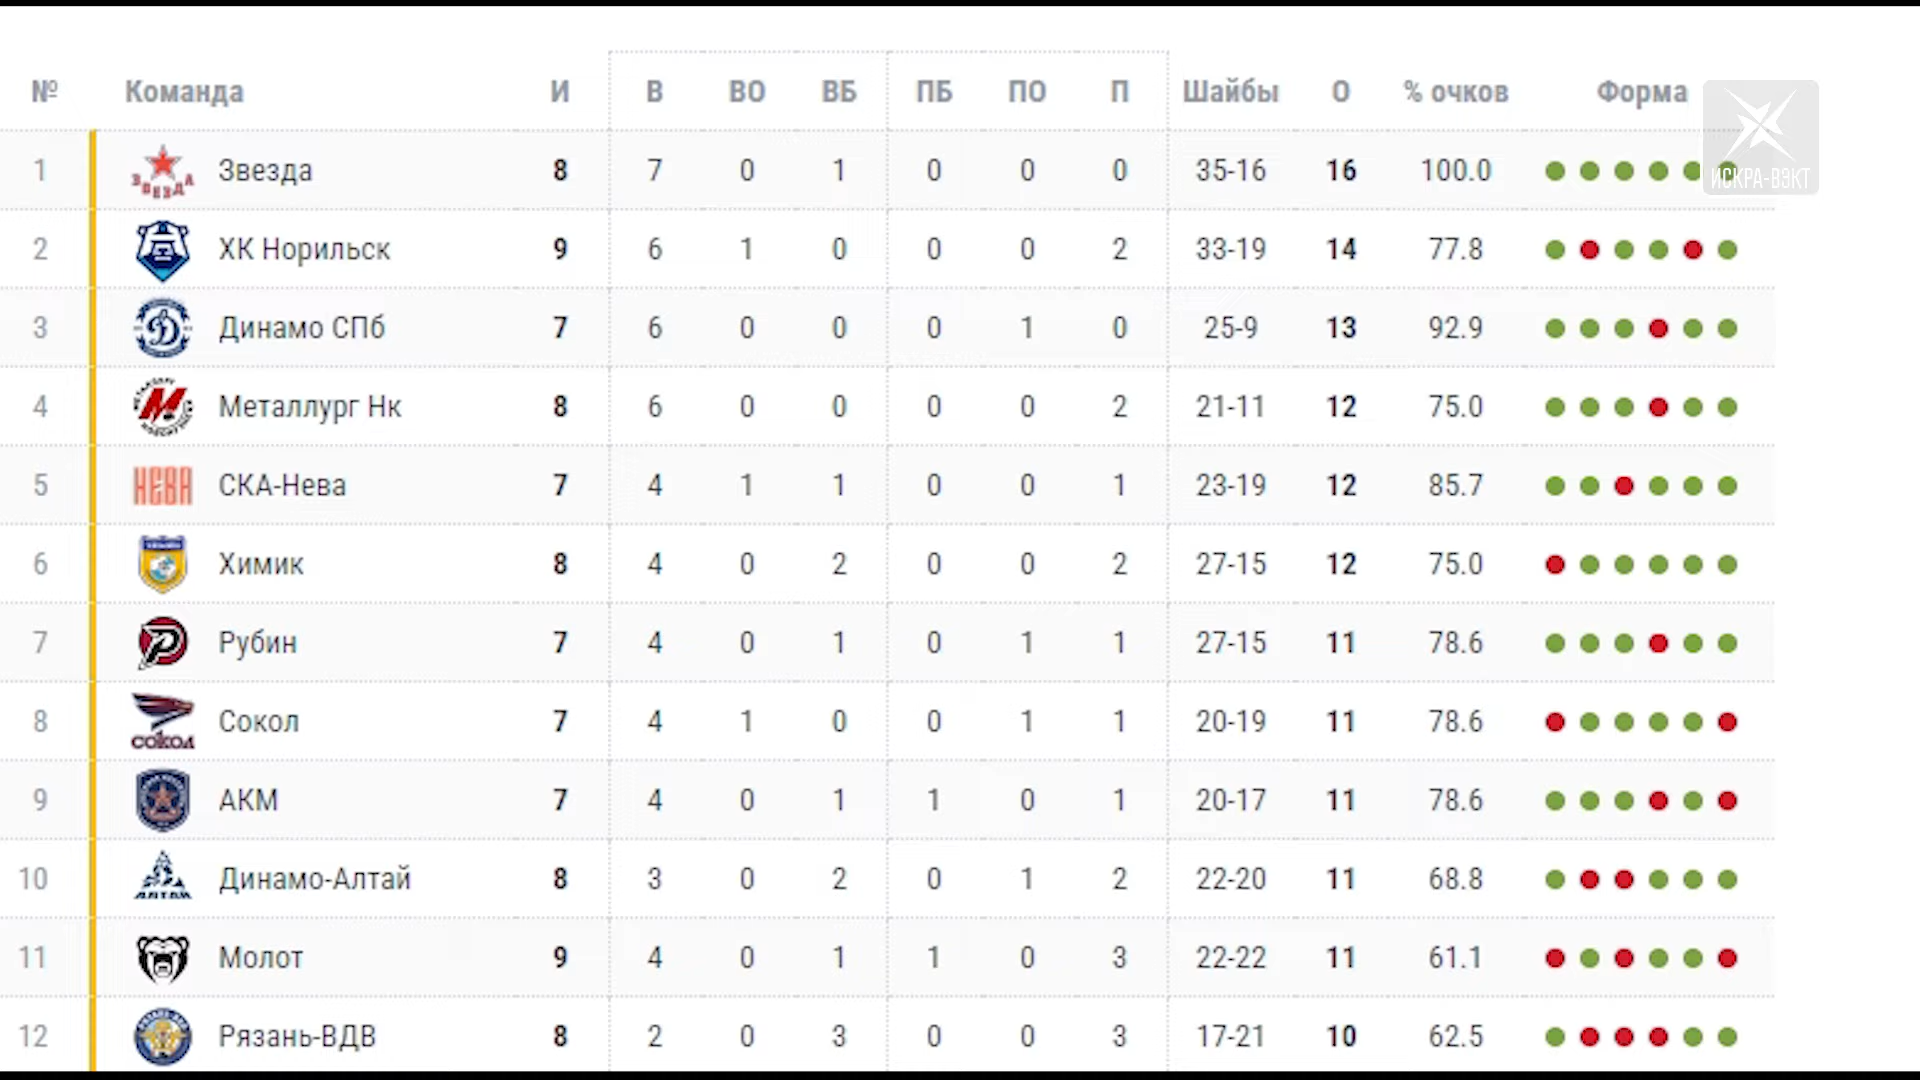 № Команда И В ВО ВБ ПБ ПО П Шайбы О % очков Форма
1 ЗВЕЗДА Звезда 8 7 0 1 0 0 0 35-16 16 100.0
ИСКРА-ВЭКТ
2 ХК Норильск 9 6 1 0 0 0 2 33-19 14 77.8
3 Динамо СПб 7 6 0 0 0 1 0 25-9 13 92.9
4 Металлург Нк 8 6 0 0 0 0 2 21-11 12 75.0
5 НЕВА СКА-Нева 7 4 1 1 0 0 1 23-19 12 85.7
6 Химик 8 4 0 2 0 0 2 27-15 12 75.0
7 Рубин 7 4 0 1 0 1 1 27-15 11 78.6
8 СОКОЛ Сокол 7 4 1 0 0 1 1 20-19 11 78.6
9 АКМ 7 4 0 1 1 0 1 20-17 11 78.6
10 АЛТАЙ Динамо-Алтай 8 3 0 2 0 1 2 22-20 11 68.8
11 Молот 9 4 0 1 1 0 3 22-22 11 61.1
12 Рязань-ВДВ 8 2 0 3 0 0 3 17-21 10 62.5